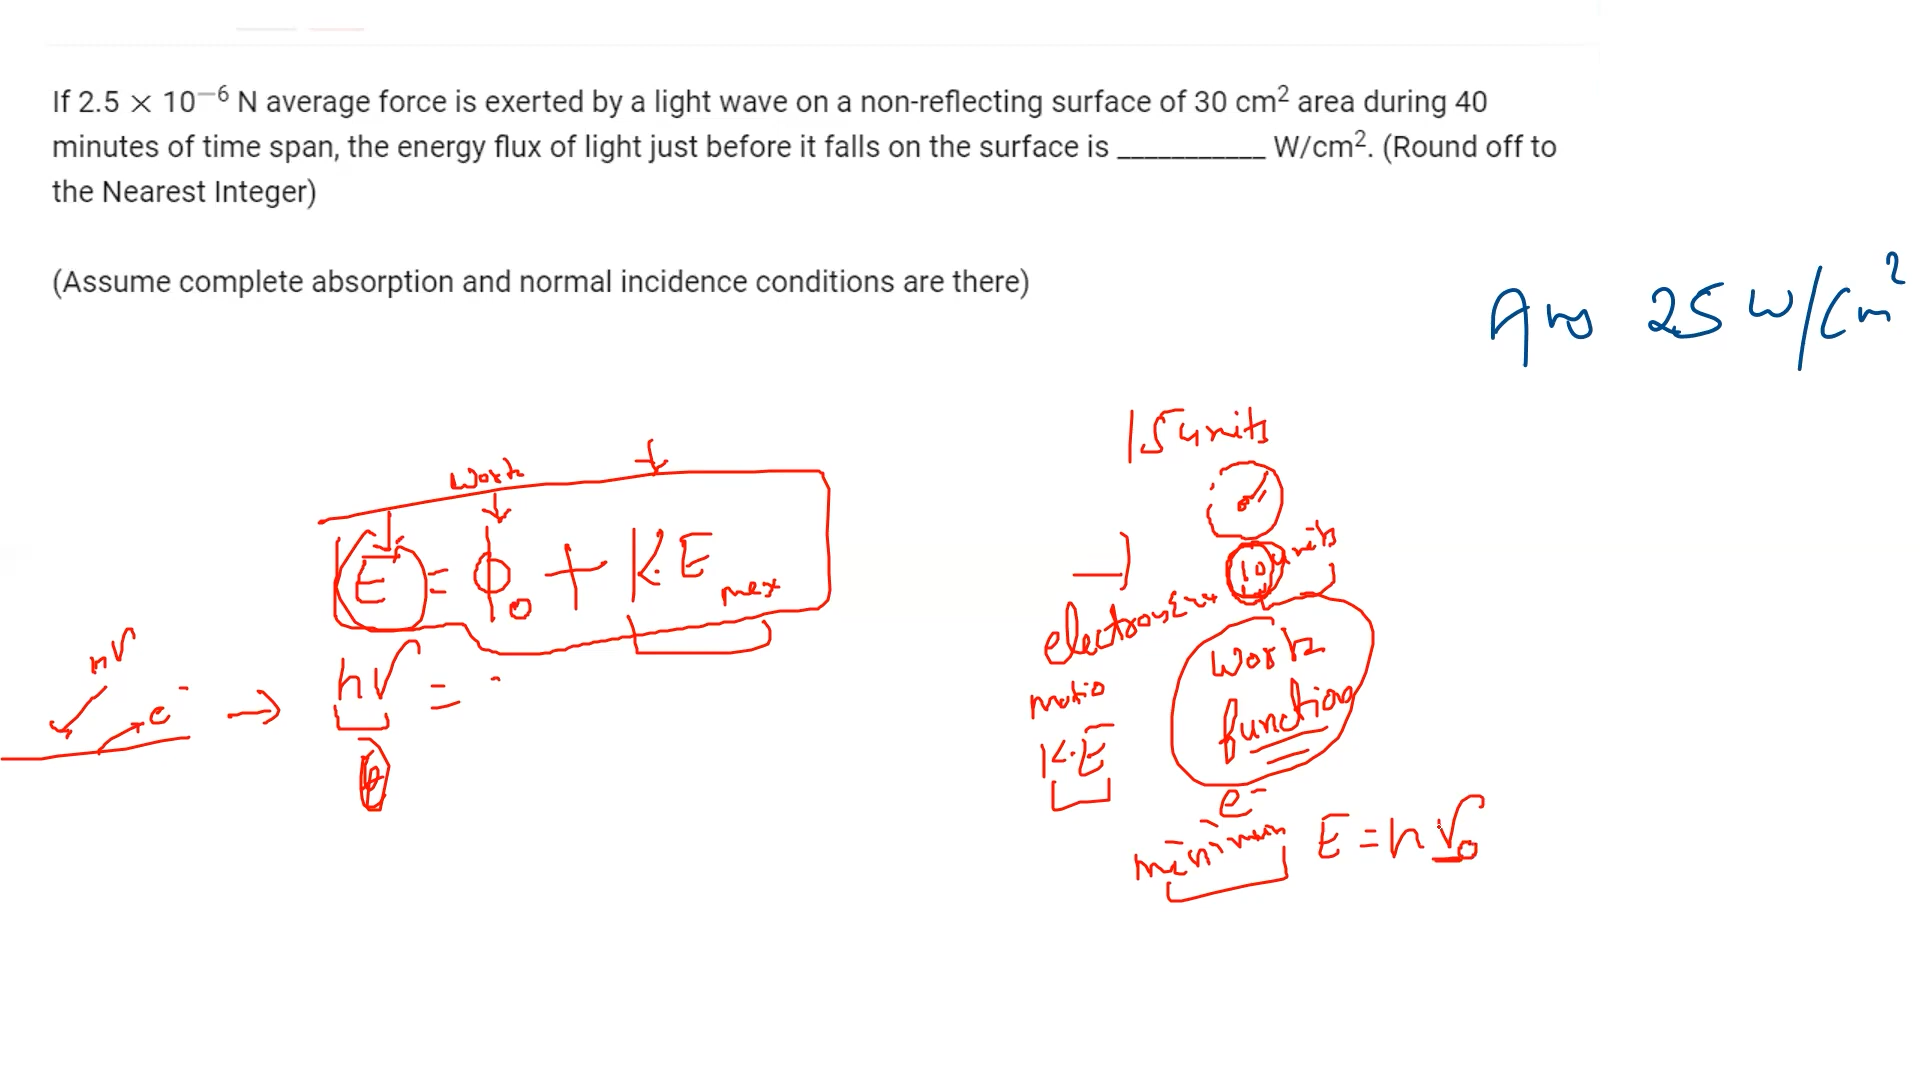 If 2.5 × 10⁻⁶ N average force is exerted by a light wave on a non-reflecting surface of 30 cm² area during 40
minutes of time span, the energy flux of light just before it falls on the surface is ___________ W/cm². (Round off to
the Nearest Integer)
(Assume complete absorption and normal incidence conditions are there)
Ans 25 W/cm²
15 units
Work
E = ϕ₀ + K.E max
10 units
electrons
hν
e⁻
hν =
Work
function
motio
K.E
e⁻
minimum
E = hν₀